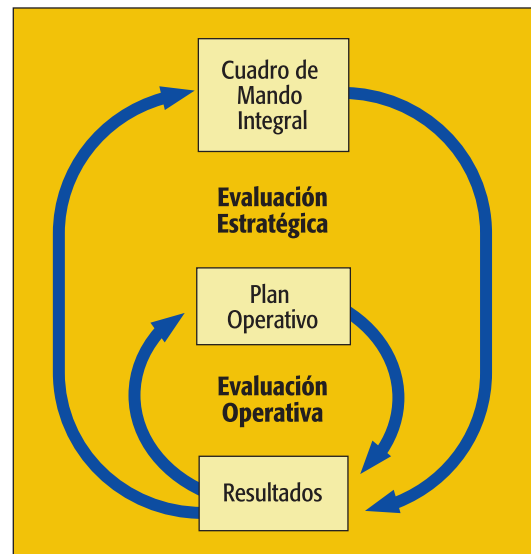 Cuadro de
Mando
Integral
Evaluación
Estratégica
Plan
Operativo
Evaluación
Operativa
Resultados